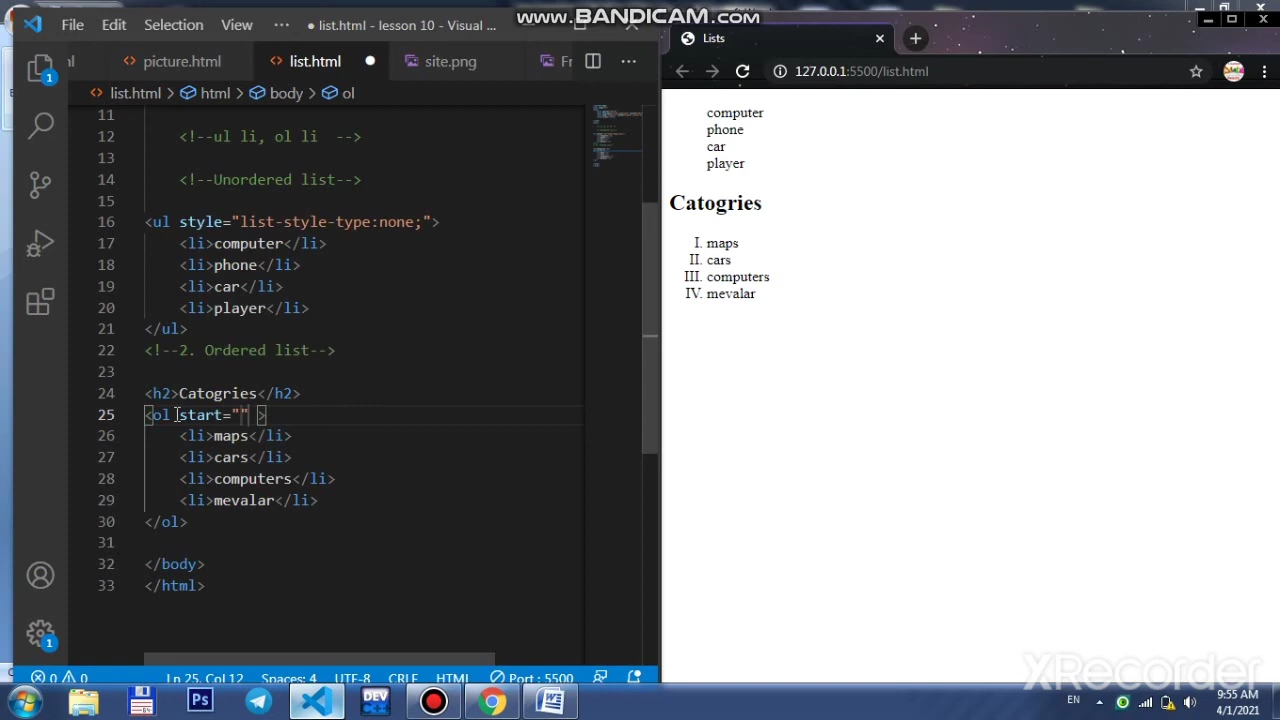 www.BANDICAM.com
File Edit Selection View ··· ● list.html - lesson 10 - Visual ...
picture.html list.html ● site.png
Lists
list.html > html > body > ol
127.0.0.1:5500/list.html
11
12 <!--ul li, ol li -->
13
14 <!--Unordered list-->
15
16 <ul style="list-style-type:none;">
17 <li>computer</li>
18 <li>phone</li>
19 <li>car</li>
20 <li>player</li>
21 </ul>
22 <!--2. Ordered list-->
23
24 <h2>Catogries</h2>
25 <ol start="" >
26 <li>maps</li>
27 <li>cars</li>
28 <li>computers</li>
29 <li>mevalar</li>
30 </ol>
31
32 </body>
33 </html>
1
1
computer
phone
car
player
Catogries
I. maps
II. cars
III. computers
IV. mevalar
0 0 Ln 25, Col 12 Spaces: 4 UTF-8 CRLF HTML Port : 5500
XRecorder
Ps DEV EN 9:55 AM
4/1/2021